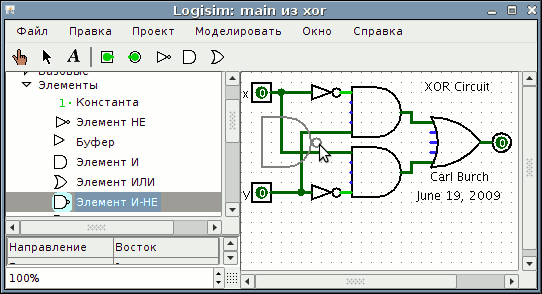 Logisim: main из xor
Файл Правка Проект Моделировать Окно Справка
A
Базовые
Элементы
1 Константа
Элемент НЕ
Буфер
Элемент И
Элемент ИЛИ
Элемент И-НЕ
Направление Восток
100%
x 0
XOR Circuit
0
y 0
Carl Burch
June 19, 2009